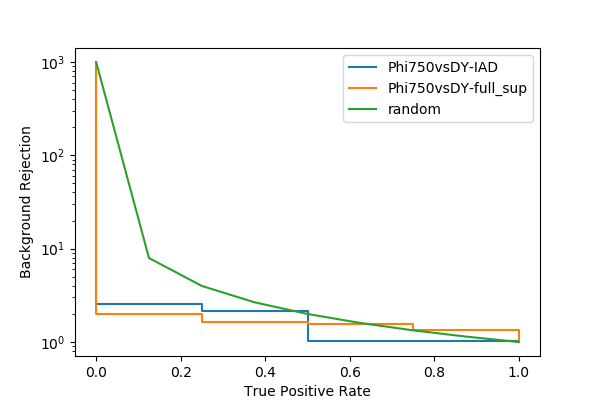 Phi750vsDY-IAD
Phi750vsDY-full_sup
random
Background Rejection
10³
10²
10¹
10⁰
0.0 0.2 0.4 0.6 0.8 1.0
True Positive Rate